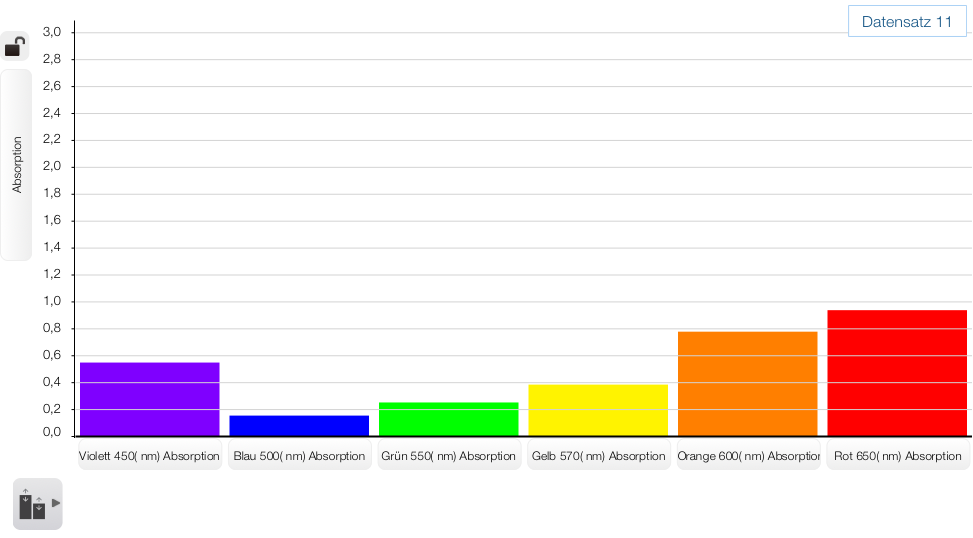 Datensatz 11
3,0
2,8
2,6
2,4
2,2
2,0
1,8
1,6
1,4
1,2
1,0
0,8
0,6
0,4
0,2
0,0
Absorption
Violett 450( nm) Absorption
Blau 500( nm) Absorption
Grün 550( nm) Absorption
Gelb 570( nm) Absorption
Orange 600( nm) Absorption
Rot 650( nm) Absorption